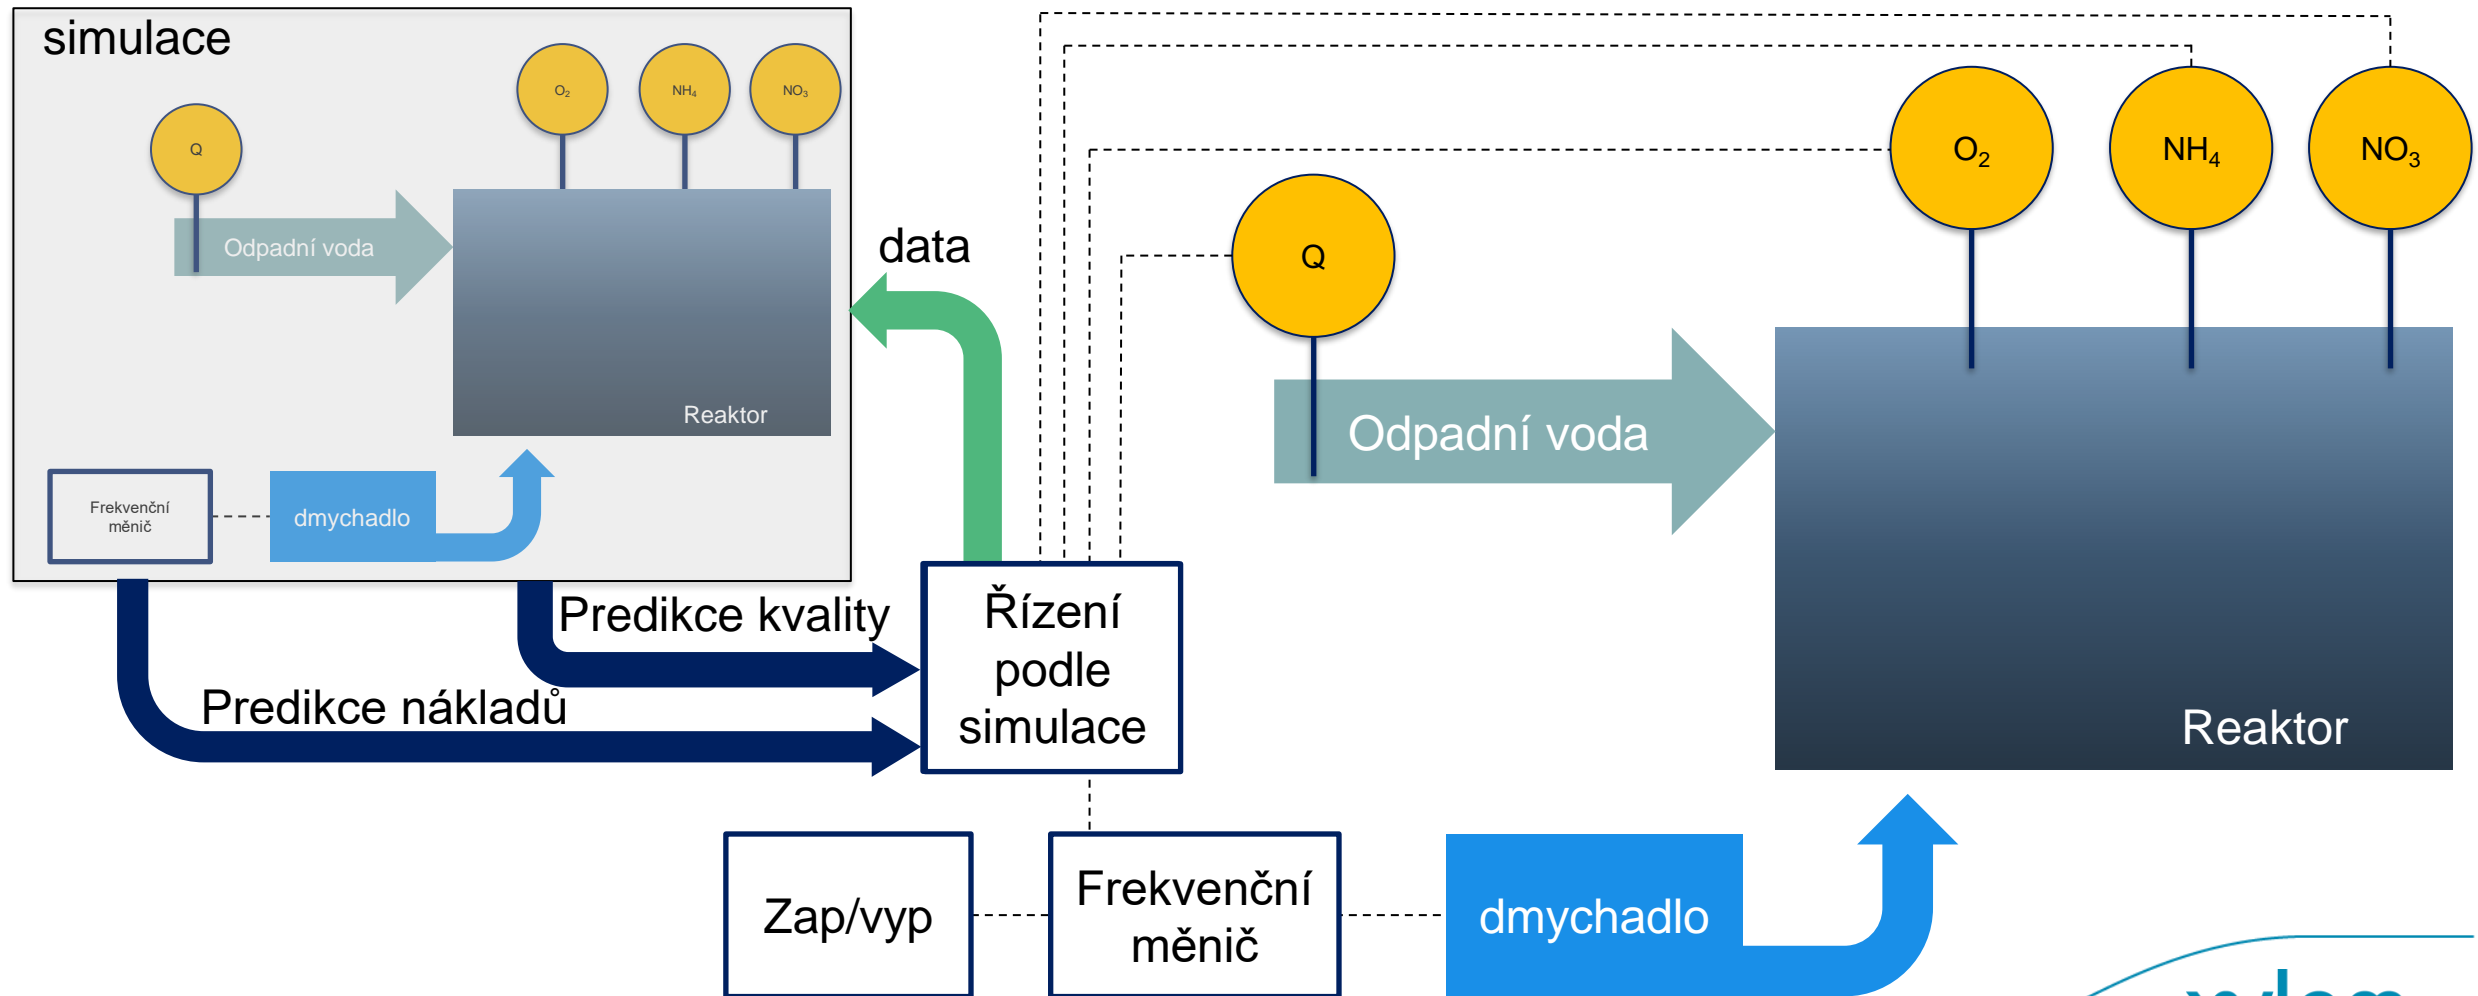 simulace
O₂
NH₄
NO₃
Q
Odpadní voda
Reaktor
Frekvenční
měnič
dmychadlo
data
Predikce kvality
Predikce nákladů
Řízení
podle
simulace
Q
O₂
NH₄
NO₃
Odpadní voda
Reaktor
Zap/vyp
Frekvenční
měnič
dmychadlo